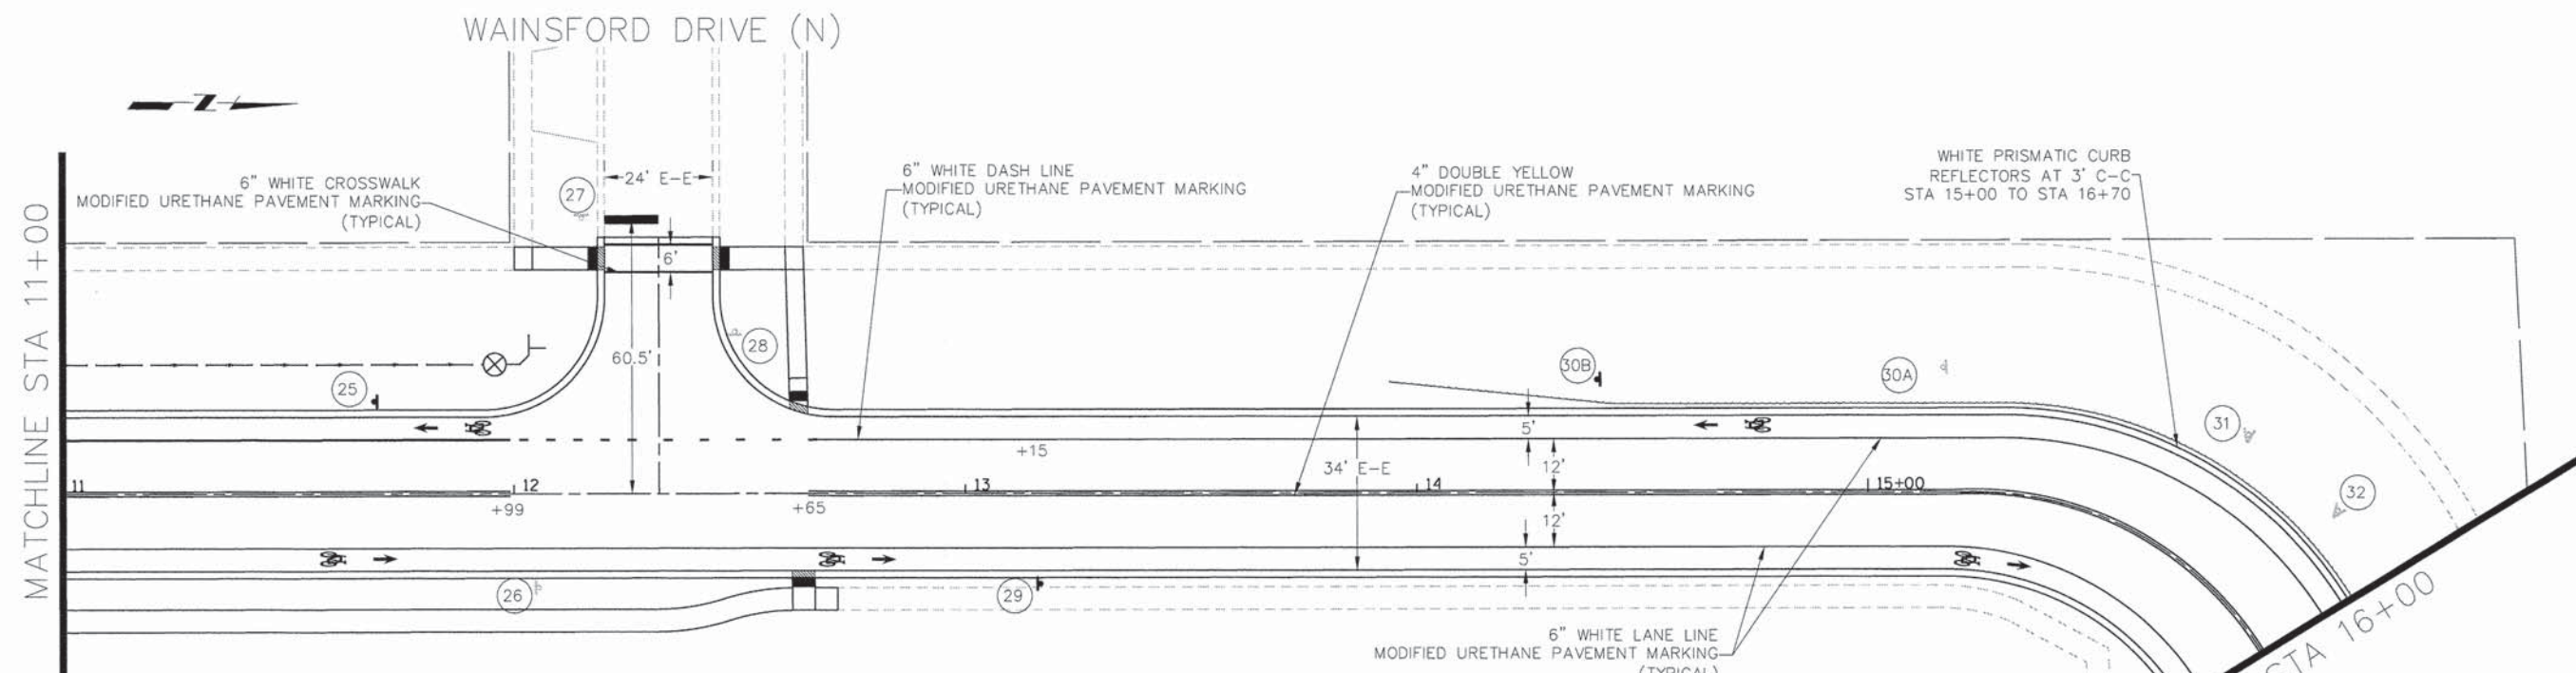 WAINSFORD DRIVE (N)
Z
MATCHLINE STA 11+00
6" WHITE CROSSWALK
MODIFIED URETHANE PAVEMENT MARKING
(TYPICAL)
27
24' E-E
6'
60.5'
28
25
6" WHITE DASH LINE
MODIFIED URETHANE PAVEMENT MARKING
(TYPICAL)
4" DOUBLE YELLOW
MODIFIED URETHANE PAVEMENT MARKING
(TYPICAL)
WHITE PRISMATIC CURB
REFLECTORS AT 3' C-C
STA 15+00 TO STA 16+70
30B
30A
31
32
5'
+15
34' E-E
12'
11
12
13
14
15+00
+99
+65
12'
5'
26
29
6" WHITE LANE LINE
MODIFIED URETHANE PAVEMENT MARKING
(TYPICAL)
STA 16+00